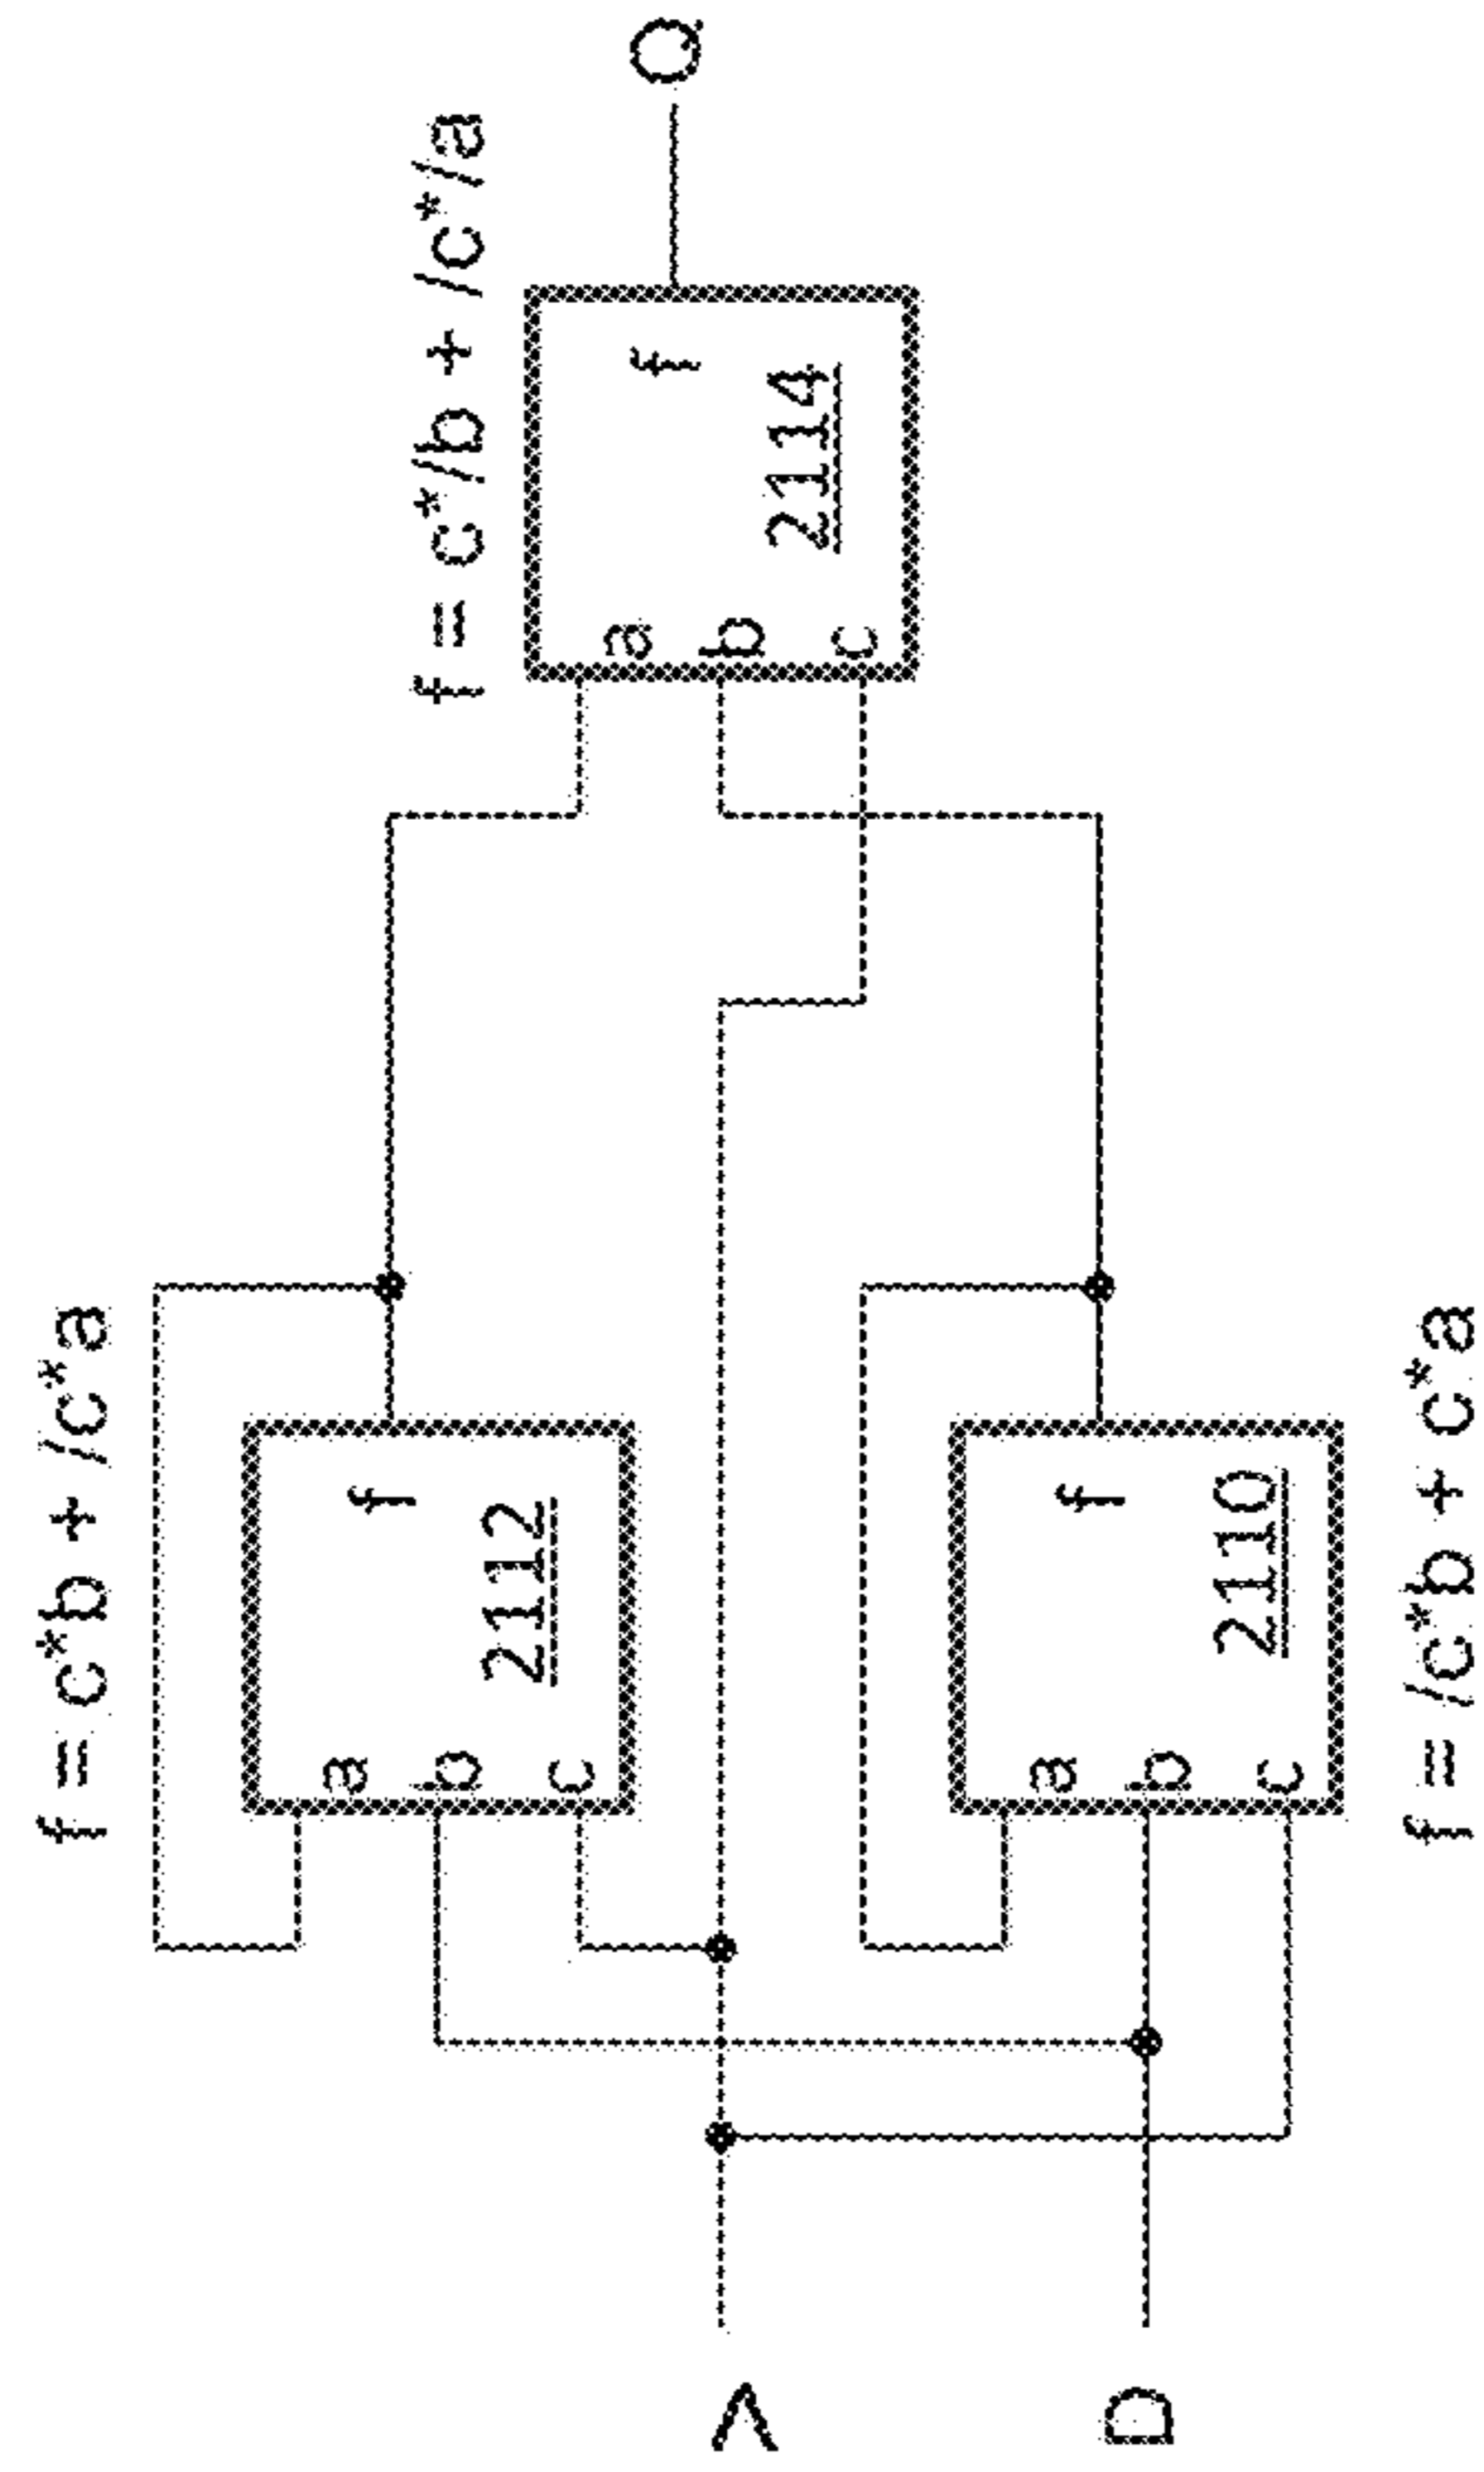 f = c*b + /c*a
a
b
c
f
2112
f = c*/b + /c*/a
a
b
c
f
2114
Q
>
D
a
b
c
f
2110
f = /c*b + c*a